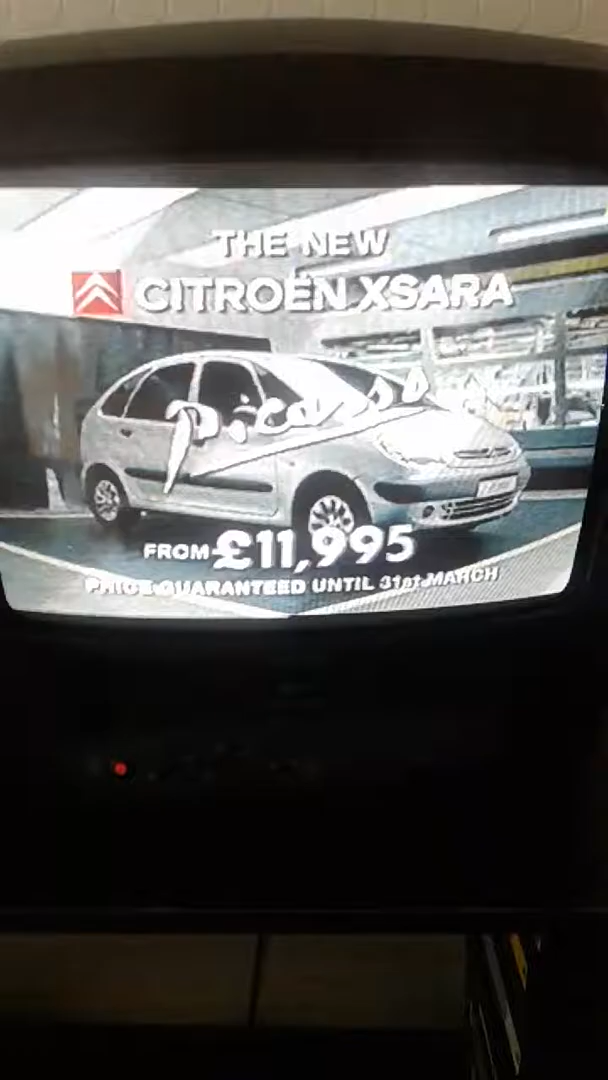 THE NEW
CITROËN XSARA
Picasso
FROM £11,995
PRICE GUARANTEED UNTIL 31st MARCH